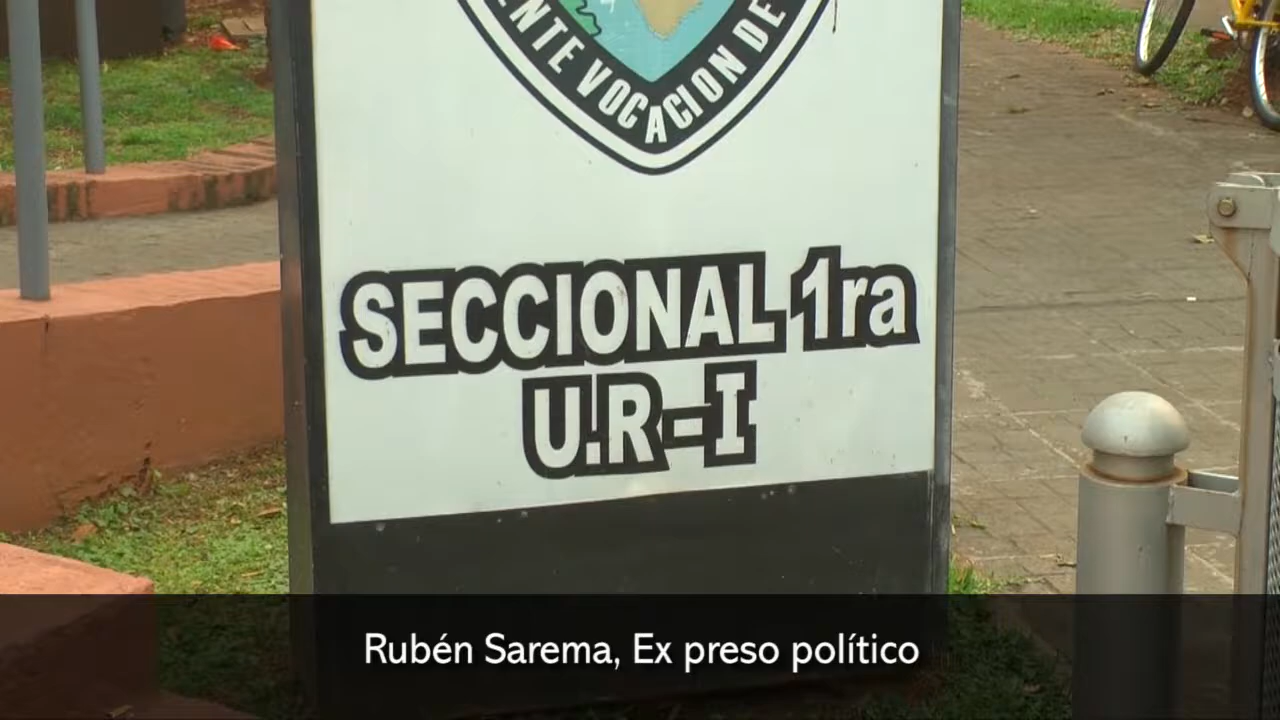 ENTE VOCACION DE
SECCIONAL 1ra
U.R-I
Rubén Sarema, Ex preso político